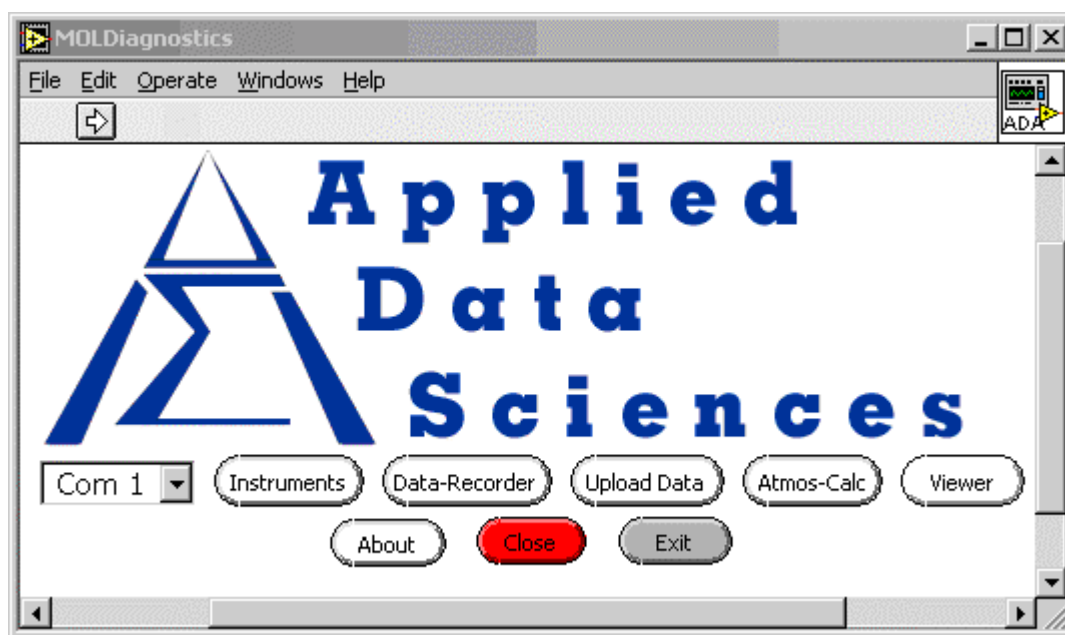 MOLDiagnostics
File Edit Operate Windows Help
ADA
Applied
Data
Sciences
Com 1 Instruments Data-Recorder Upload Data Atmos-Calc Viewer
About Close Exit